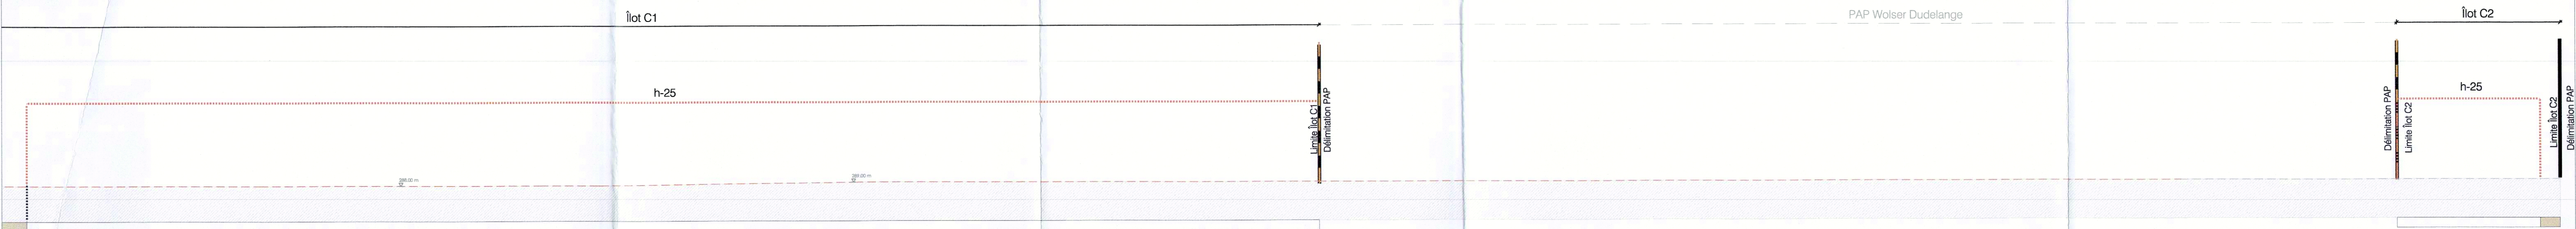 Îlot C1
PAP Wolser Dudelange
Îlot C2
h-25
h-25
Limite Îlot C1
Délimitation PAP
Délimitation PAP
Limite Îlot C2
Limite Îlot C2
Délimitation PAP